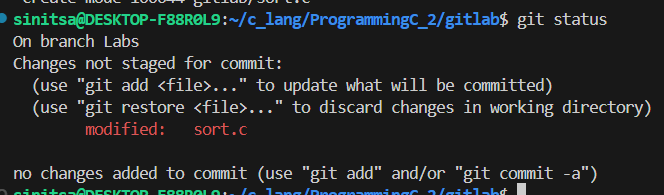 sinitsa@DESKTOP-F88R0L9:~/c_lang/ProgrammingC_2/gitlab$ git status
On branch Labs
Changes not staged for commit:
  (use "git add <file>..." to update what will be committed)
  (use "git restore <file>..." to discard changes in working directory)
        modified:   sort.c

no changes added to commit (use "git add" and/or "git commit -a")
sinitsa@DESKTOP-F88R0L9:~/c_lang/ProgrammingC_2/gitlab$